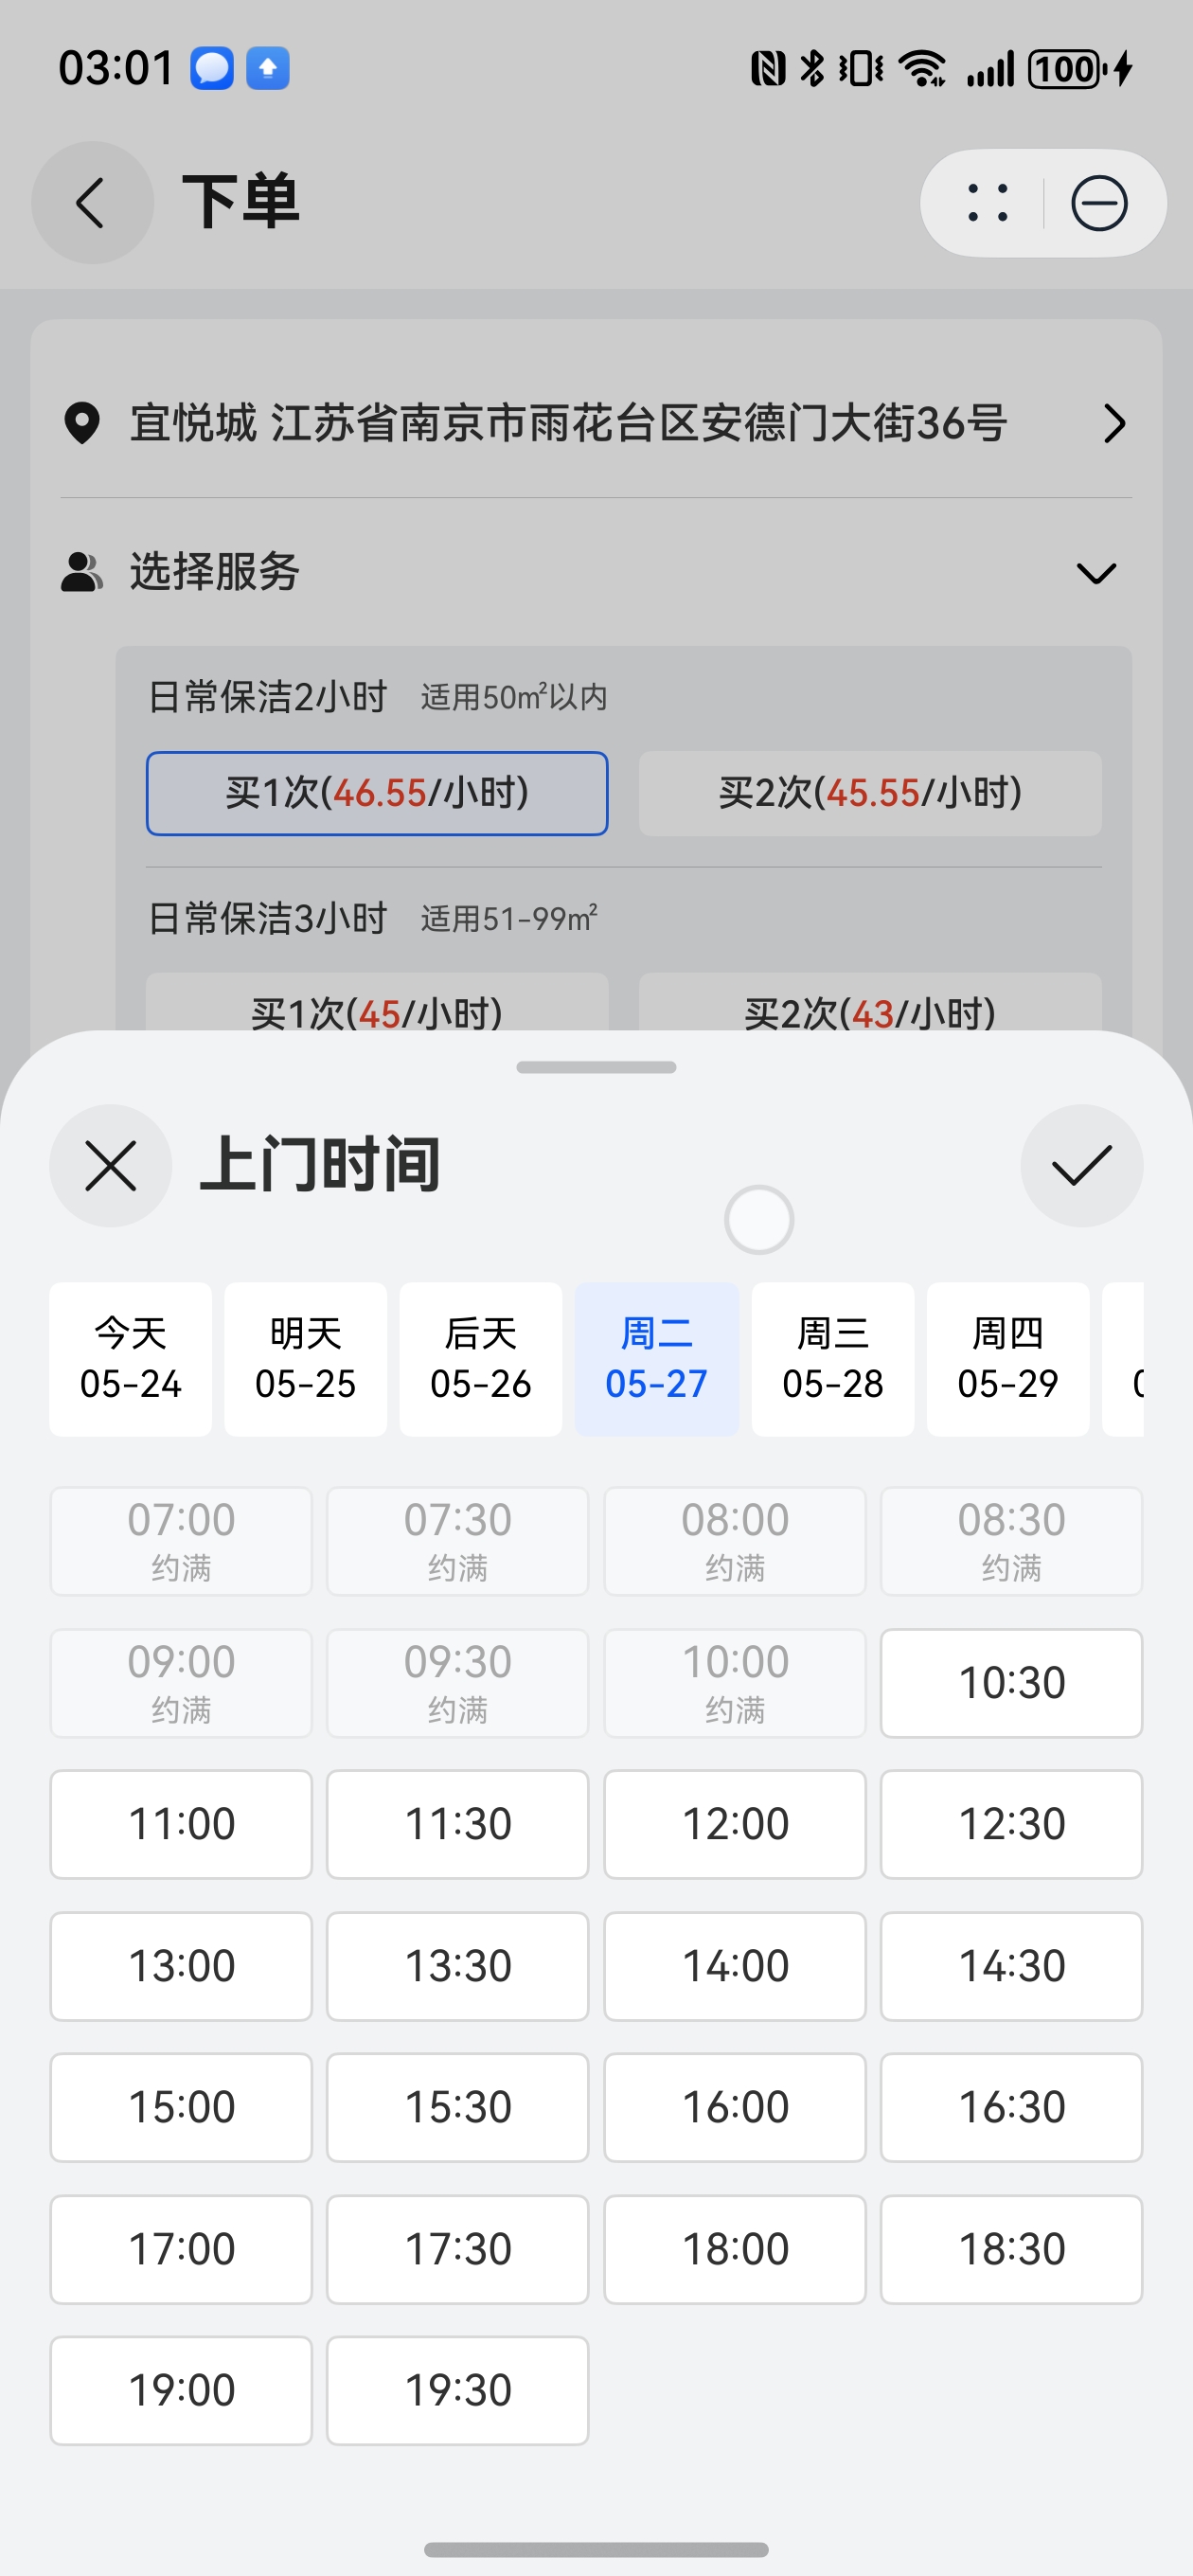 03:01 100
下单
宜悦城 江苏省南京市雨花台区安德门大街36号
选择服务
日常保洁2小时 适用50㎡以内
买1次(46.55/小时) 买2次(45.55/小时)
日常保洁3小时 适用51-99㎡
买1次(45/小时) 买2次(43/小时)
上门时间
今天 明天 后天 周二 周三 周四
05-24 05-25 05-26 05-27 05-28 05-29
07:00 07:30 08:00 08:30
约满 约满 约满 约满
09:00 09:30 10:00 10:30
约满 约满 约满
11:00 11:30 12:00 12:30
13:00 13:30 14:00 14:30
15:00 15:30 16:00 16:30
17:00 17:30 18:00 18:30
19:00 19:30